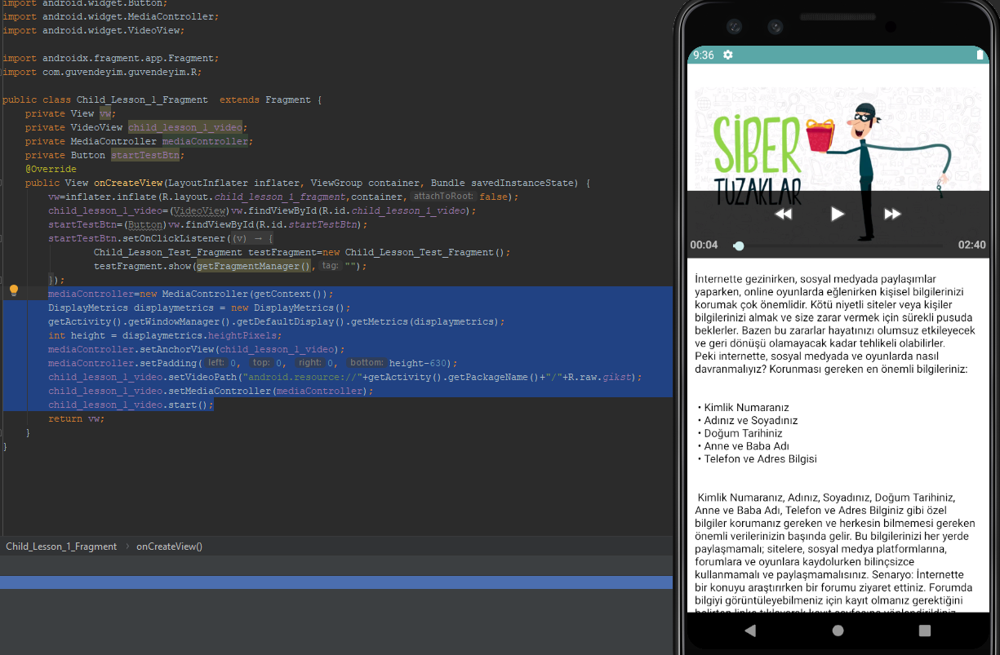 import android.widget.Button;
import android.widget.MediaController;
import android.widget.VideoView;
import androidx.fragment.app.Fragment;
import com.guvendeyim.guvendeyim.R;
public class Child_Lesson_1_Fragment  extends Fragment {
private View vw;
private VideoView child_lesson_1_video;
private MediaController mediaController;
private Button startTestBtn;
@Override
public View onCreateView(LayoutInflater inflater, ViewGroup container, Bundle savedInstanceState) {
vw=inflater.inflate(R.layout.child_lesson_1_fragment,container, attachToRoot: false);
child_lesson_1_video=(VideoView)vw.findViewById(R.id.child_lesson_1_video);
startTestBtn=(Button)vw.findViewById(R.id.startTestBtn);
startTestBtn.setOnClickListener((v) → {
Child_Lesson_Test_Fragment testFragment=new Child_Lesson_Test_Fragment();
testFragment.show(getFragmentManager(), tag: "");
});
mediaController=new MediaController(getContext());
DisplayMetrics displaymetrics = new DisplayMetrics();
getActivity().getWindowManager().getDefaultDisplay().getMetrics(displaymetrics);
int height = displaymetrics.heightPixels;
mediaController.setAnchorView(child_lesson_1_video);
mediaController.setPadding( left: 0, top: 0, right: 0, bottom: height-630);
child_lesson_1_video.setVideoPath("android.resource://"+getActivity().getPackageName()+"/"+R.raw.gikst);
child_lesson_1_video.setMediaController(mediaController);
child_lesson_1_video.start();
return vw;
}
}
Child_Lesson_1_Fragment › onCreateView()
9:36
SİBER
TUZAKLAR
00:04 02:40
İnternette gezinirken, sosyal medyada paylaşımlar
yaparken, online oyunlarda eğlenirken kişisel bilgilerinizi
korumak çok önemlidir. Kötü niyetli siteler veya kişiler
bilgilerinizi almak ve size zarar vermek için sürekli pusuda
beklerler. Bazen bu zararlar hayatınızı olumsuz etkileyecek
ve geri dönüşü olamayacak kadar tehlikeli olabilirler.
Peki internette, sosyal medyada ve oyunlarda nasıl
davranmalıyız? Korunması gereken en önemli bilgileriniz:
• Kimlik Numaranız
• Adınız ve Soyadınız
• Doğum Tarihiniz
• Anne ve Baba Adı
• Telefon ve Adres Bilgisi
Kimlik Numaranız, Adınız, Soyadınız, Doğum Tarihiniz,
Anne ve Baba Adı, Telefon ve Adres Bilginiz gibi özel
bilgiler korumanız gereken ve herkesin bilmemesi gereken
önemli verilerinizin başında gelir. Bu bilgilerinizi her yerde
paylaşmamalı; sitelere, sosyal medya platformlarına,
forumlara ve oyunlara kaydolurken bilinçsizce
kullanmamalı ve paylaşmamalısınız. Senaryo: İnternette
bir konuyu araştırırken bir forumu ziyaret ettiniz. Forumda
bilgiyi görüntüleyebilmeniz için kayıt olmanız gerektiğini
belirten linke tıklayarak kayıt sayfasına yönlendirildiniz.